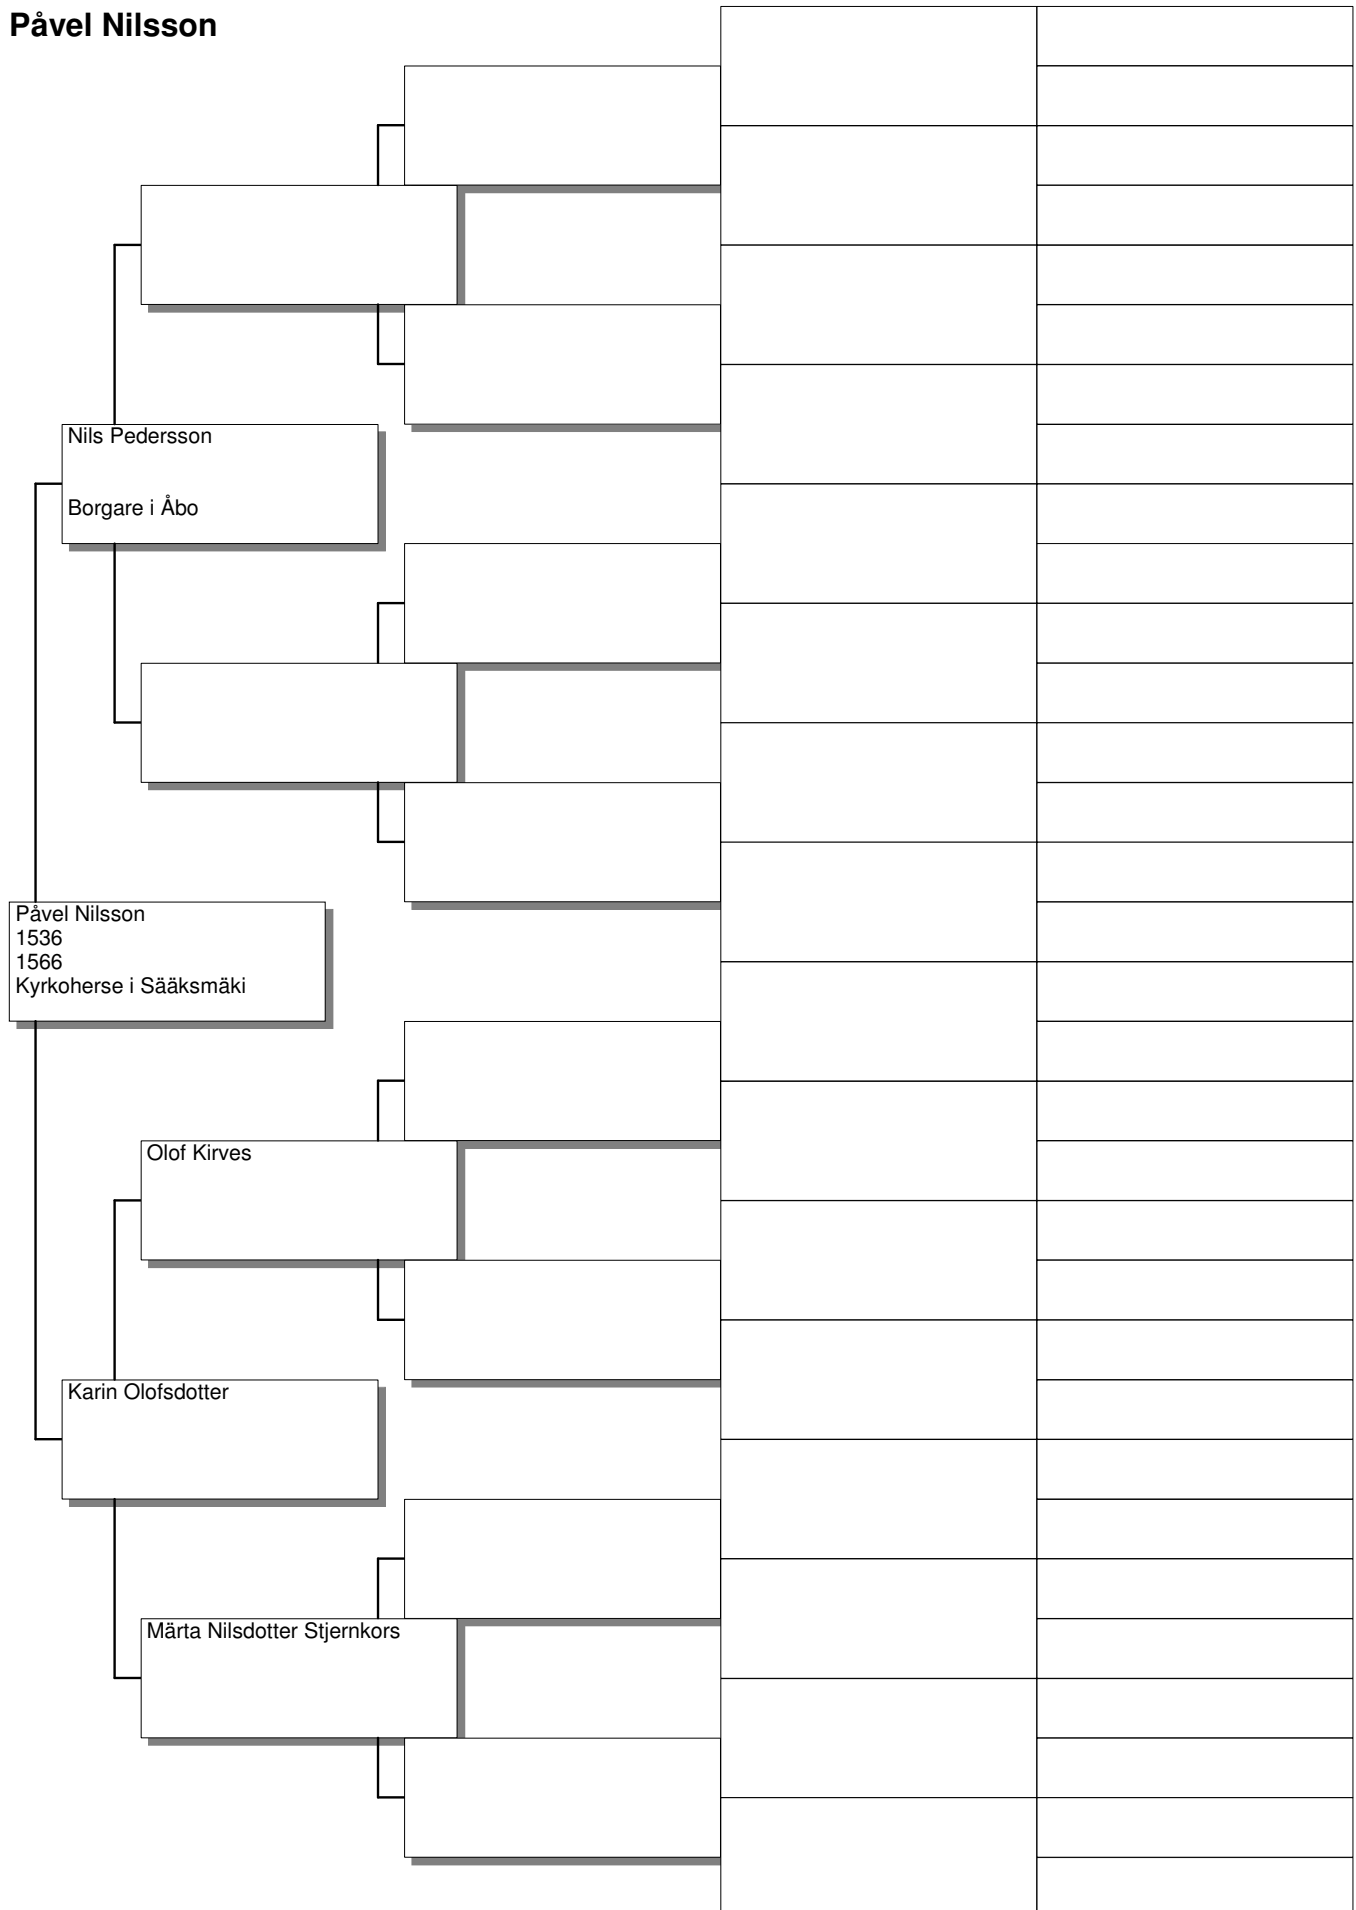 Påvel Nilsson
Nils Pedersson
Borgare i Åbo
Påvel Nilsson
1536
1566
Kyrkoherse i Sääksmäki
Olof Kirves
Karin Olofsdotter
Märta Nilsdotter Stjernkors